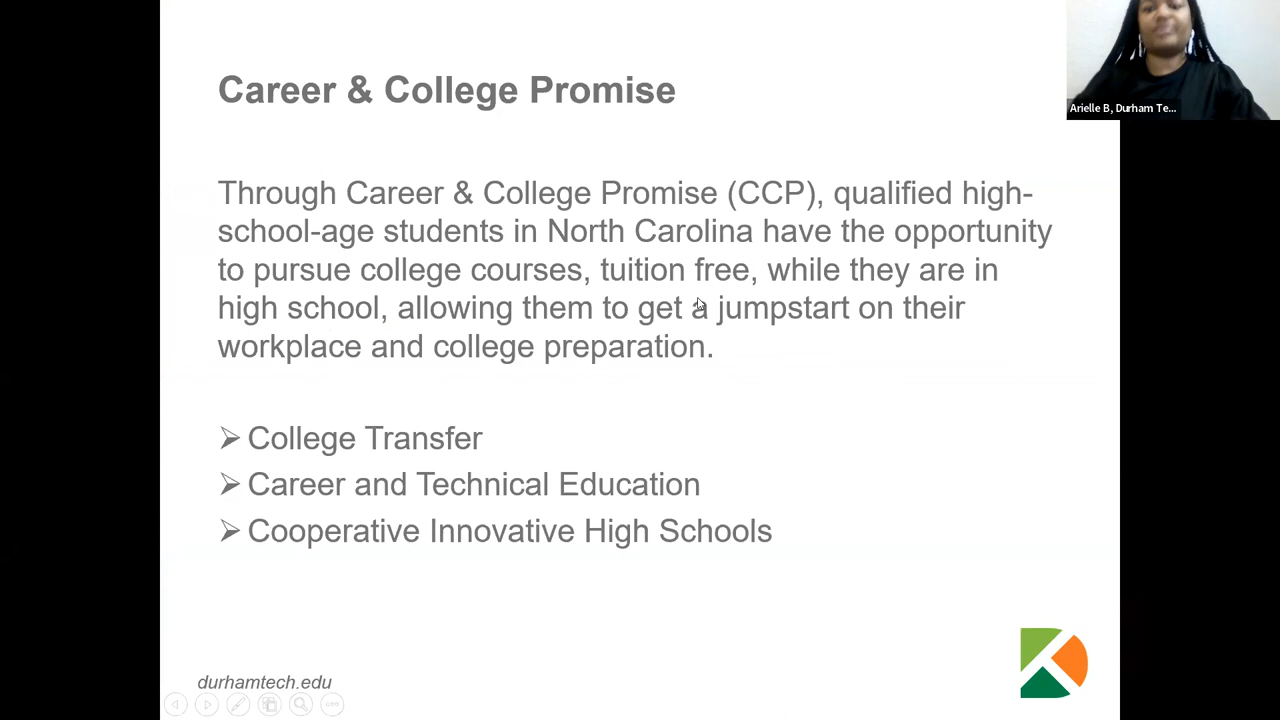 Career & College Promise
Arielle B, Durham Te...
Through Career & College Promise (CCP), qualified high-
school-age students in North Carolina have the opportunity
to pursue college courses, tuition free, while they are in
high school, allowing them to get a jumpstart on their
workplace and college preparation.
➢ College Transfer
➢ Career and Technical Education
➢ Cooperative Innovative High Schools
durhamtech.edu